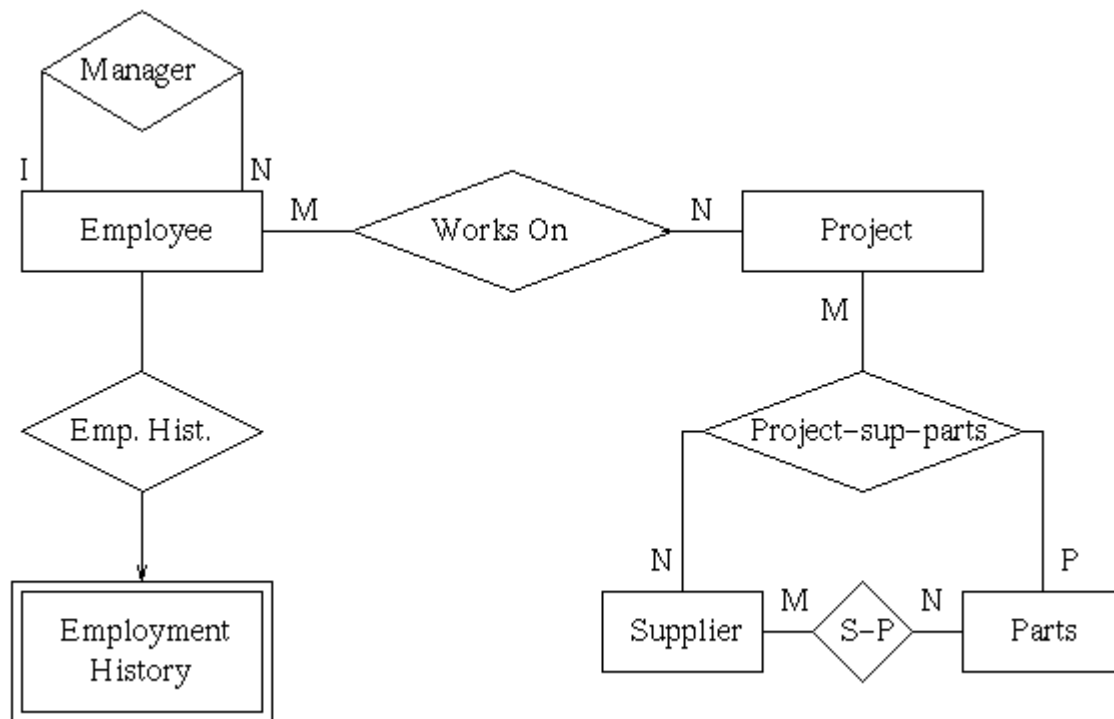 Manager
I
N
Employee
M
Works On
N
Project
M
Emp. Hist.
Project-sup-parts
N
P
Employment
History
Supplier
M
S-P
N
Parts